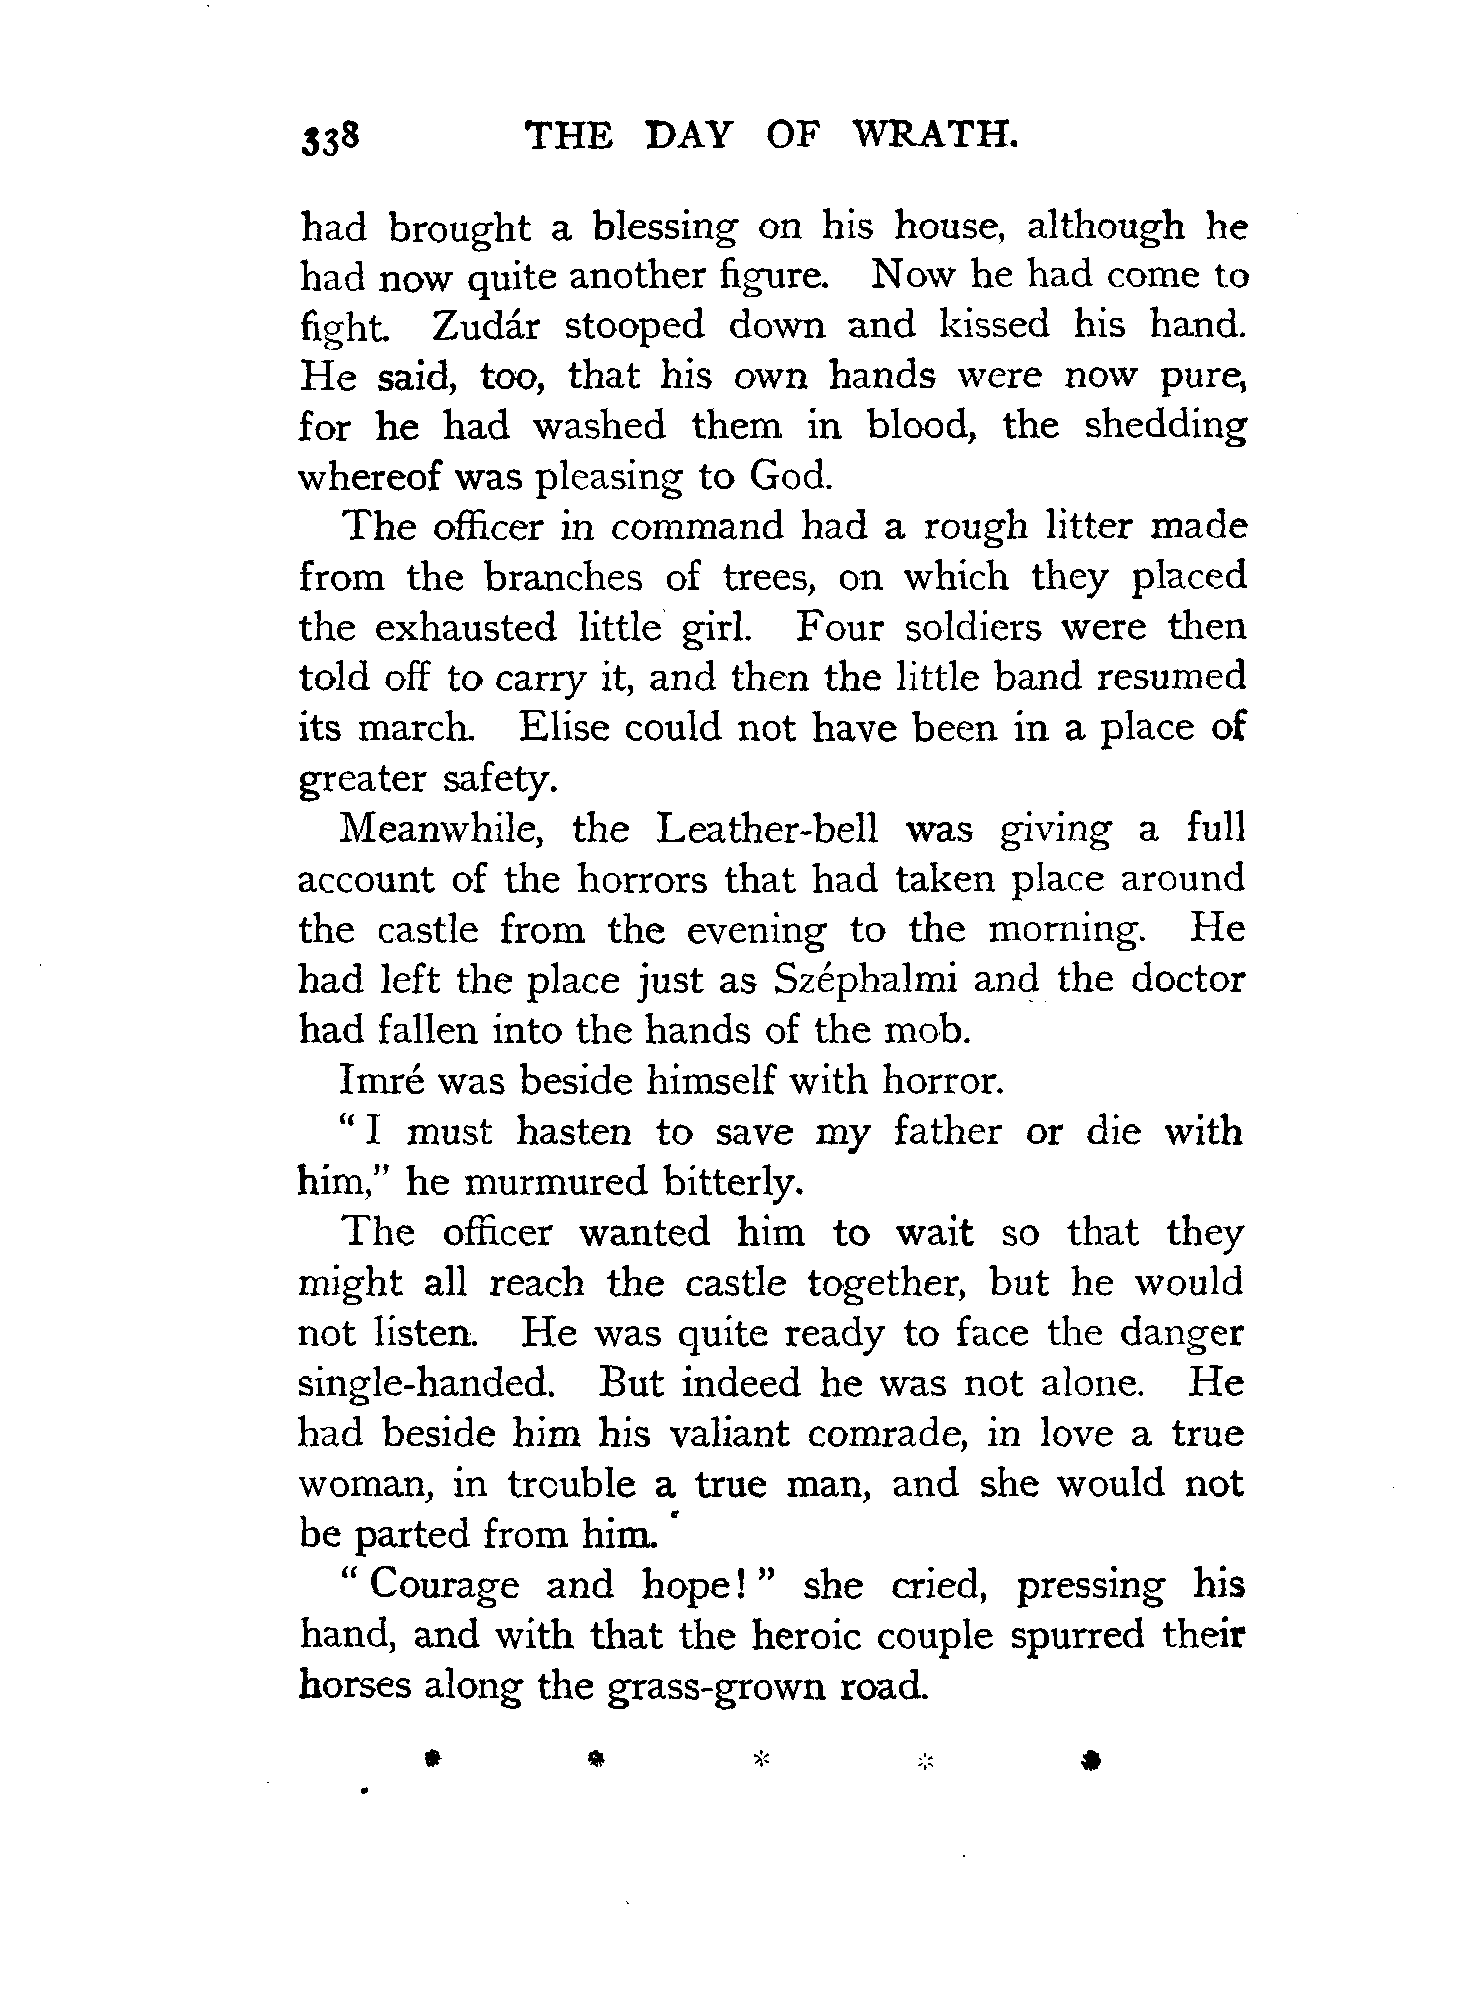 338 THE DAY OF WRATH.
had brought a blessing on his house, although he
had now quite another figure. Now he had come to
fight. Zudár stooped down and kissed his hand.
He said, too, that his own hands were now pure,
for he had washed them in blood, the shedding
whereof was pleasing to God.
The officer in command had a rough litter made
from the branches of trees, on which they placed
the exhausted little girl. Four soldiers were then
told off to carry it, and then the little band resumed
its march. Elise could not have been in a place of
greater safety.
Meanwhile, the Leather-bell was giving a full
account of the horrors that had taken place around
the castle from the evening to the morning. He
had left the place just as Széphalmi and the doctor
had fallen into the hands of the mob.
Imré was beside himself with horror.
“ I must hasten to save my father or die with
him,” he murmured bitterly.
The officer wanted him to wait so that they
might all reach the castle together, but he would
not listen. He was quite ready to face the danger
single-handed. But indeed he was not alone. He
had beside him his valiant comrade, in love a true
woman, in trouble a true man, and she would not
be parted from him.
“ Courage and hope! ” she cried, pressing his
hand, and with that the heroic couple spurred their
horses along the grass-grown road.
* * * * *